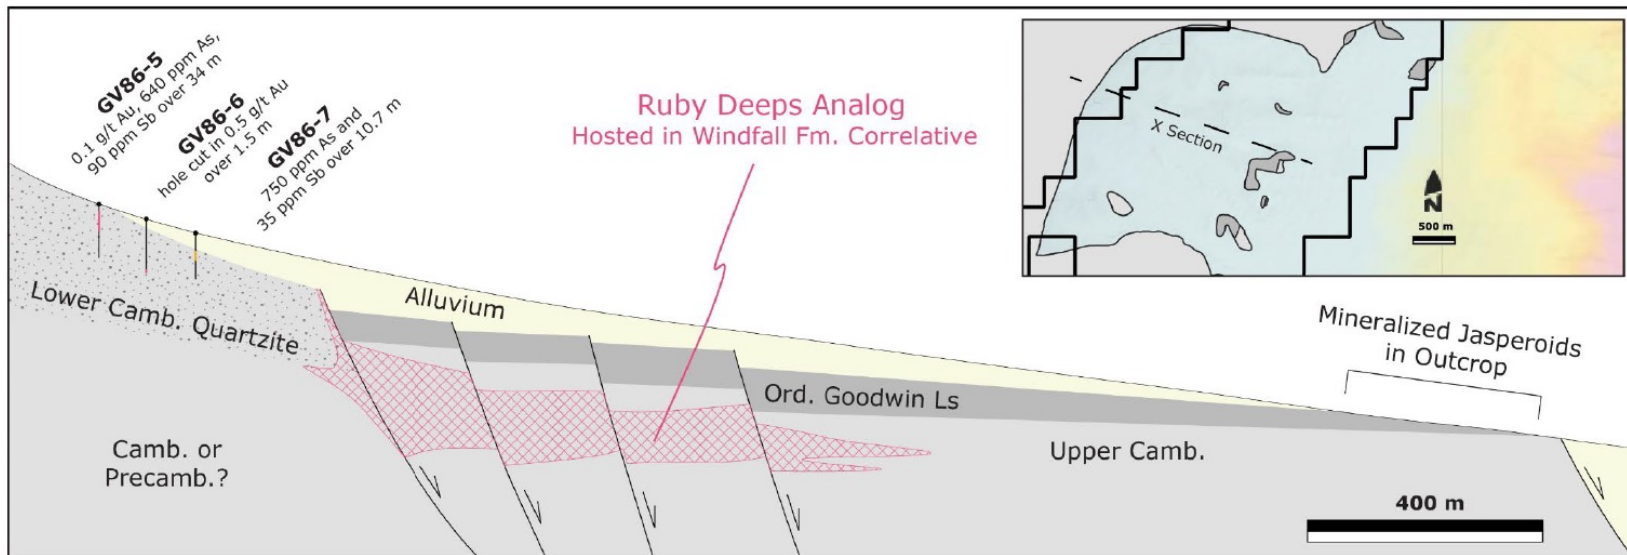 GV86-5
0.1 g/t Au, 640 ppm As,
90 ppm Sb over 34 m
GV86-6
hole cut in 0.5 g/t Au
over 1.5 m
GV86-7
750 ppm As and
35 ppm Sb over 10.7 m
Ruby Deeps Analog
Hosted in Windfall Fm. Correlative
X Section
N
500 m
Lower Camb. Quartzite
Alluvium
Mineralized Jasperoids
in Outcrop
Ord. Goodwin Ls
Camb. or
Precamb.?
Upper Camb.
400 m